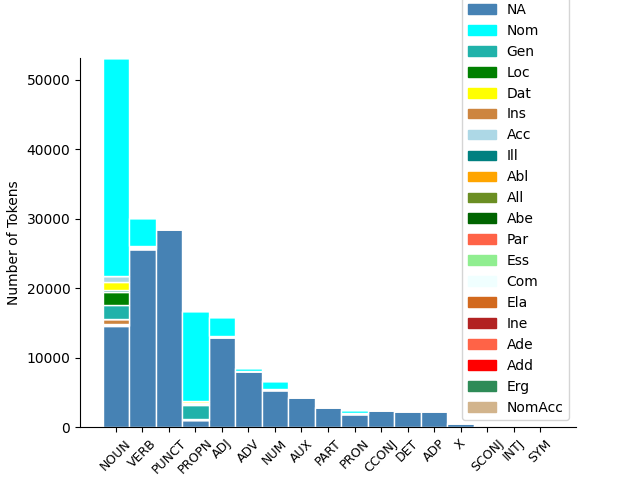 NA
Nom
Gen
Loc
Dat
Ins
Acc
Ill
Abl
All
Abe
Par
Ess
Com
Ela
Ine
Ade
Add
Erg
NomAcc
50000
40000
30000
20000
10000
0
Number of Tokens
NOUN VERB PUNCT PROPN ADJ ADV NUM AUX PART PRON CCONJ DET ADP X SCONJ INTJ SYM